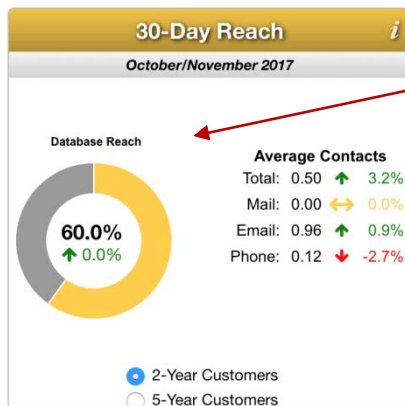 30-Day Reach i
October/November 2017
Database Reach
60.0%
0.0%
Average Contacts
Total: 0.50 3.2%
Mail: 0.00 0.0%
Email: 0.96 0.9%
Phone: 0.12 -2.7%
2-Year Customers
5-Year Customers